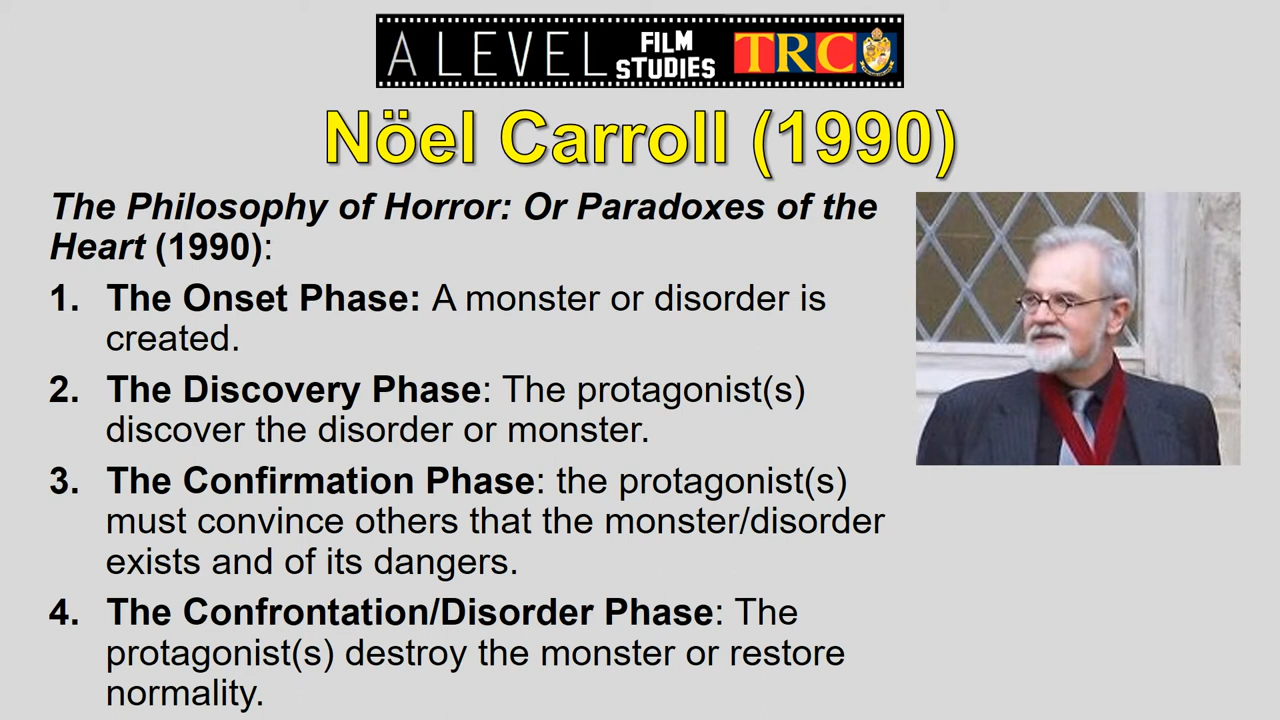 A LEVEL FILM STUDIES TRC
Nöel Carroll (1990)
The Philosophy of Horror: Or Paradoxes of the
Heart (1990):
1. The Onset Phase: A monster or disorder is
created.
2. The Discovery Phase: The protagonist(s)
discover the disorder or monster.
3. The Confirmation Phase: the protagonist(s)
must convince others that the monster/disorder
exists and of its dangers.
4. The Confrontation/Disorder Phase: The
protagonist(s) destroy the monster or restore
normality.